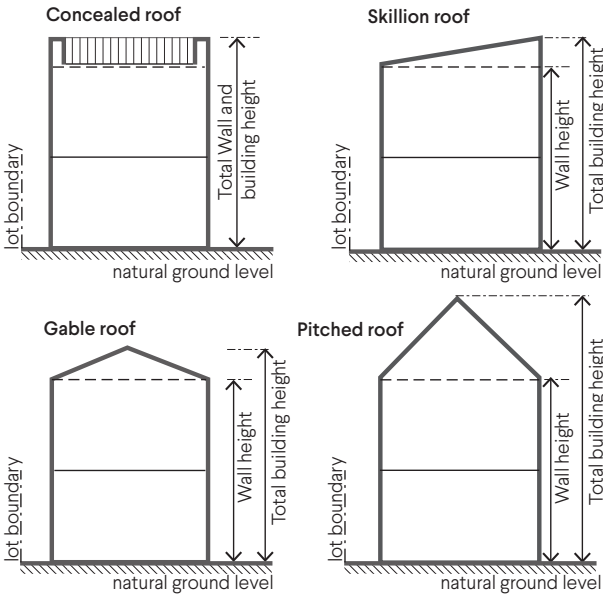 Concealed roof
Total Wall and
building height
lot boundary
natural ground level
Skillion roof
Wall height
Total building height
lot boundary
natural ground level
Gable roof
Wall height
Total building height
lot boundary
natural ground level
Pitched roof
Wall height
Total building height
lot boundary
natural ground level